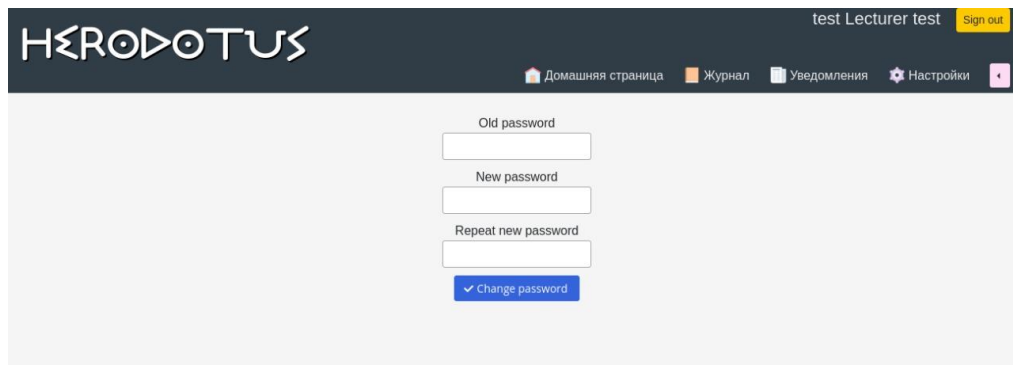 HERODOTUS
test Lecturer test
Sign out
Домашняя страница
Журнал
Уведомления
Настройки
Old password
New password
Repeat new password
Change password